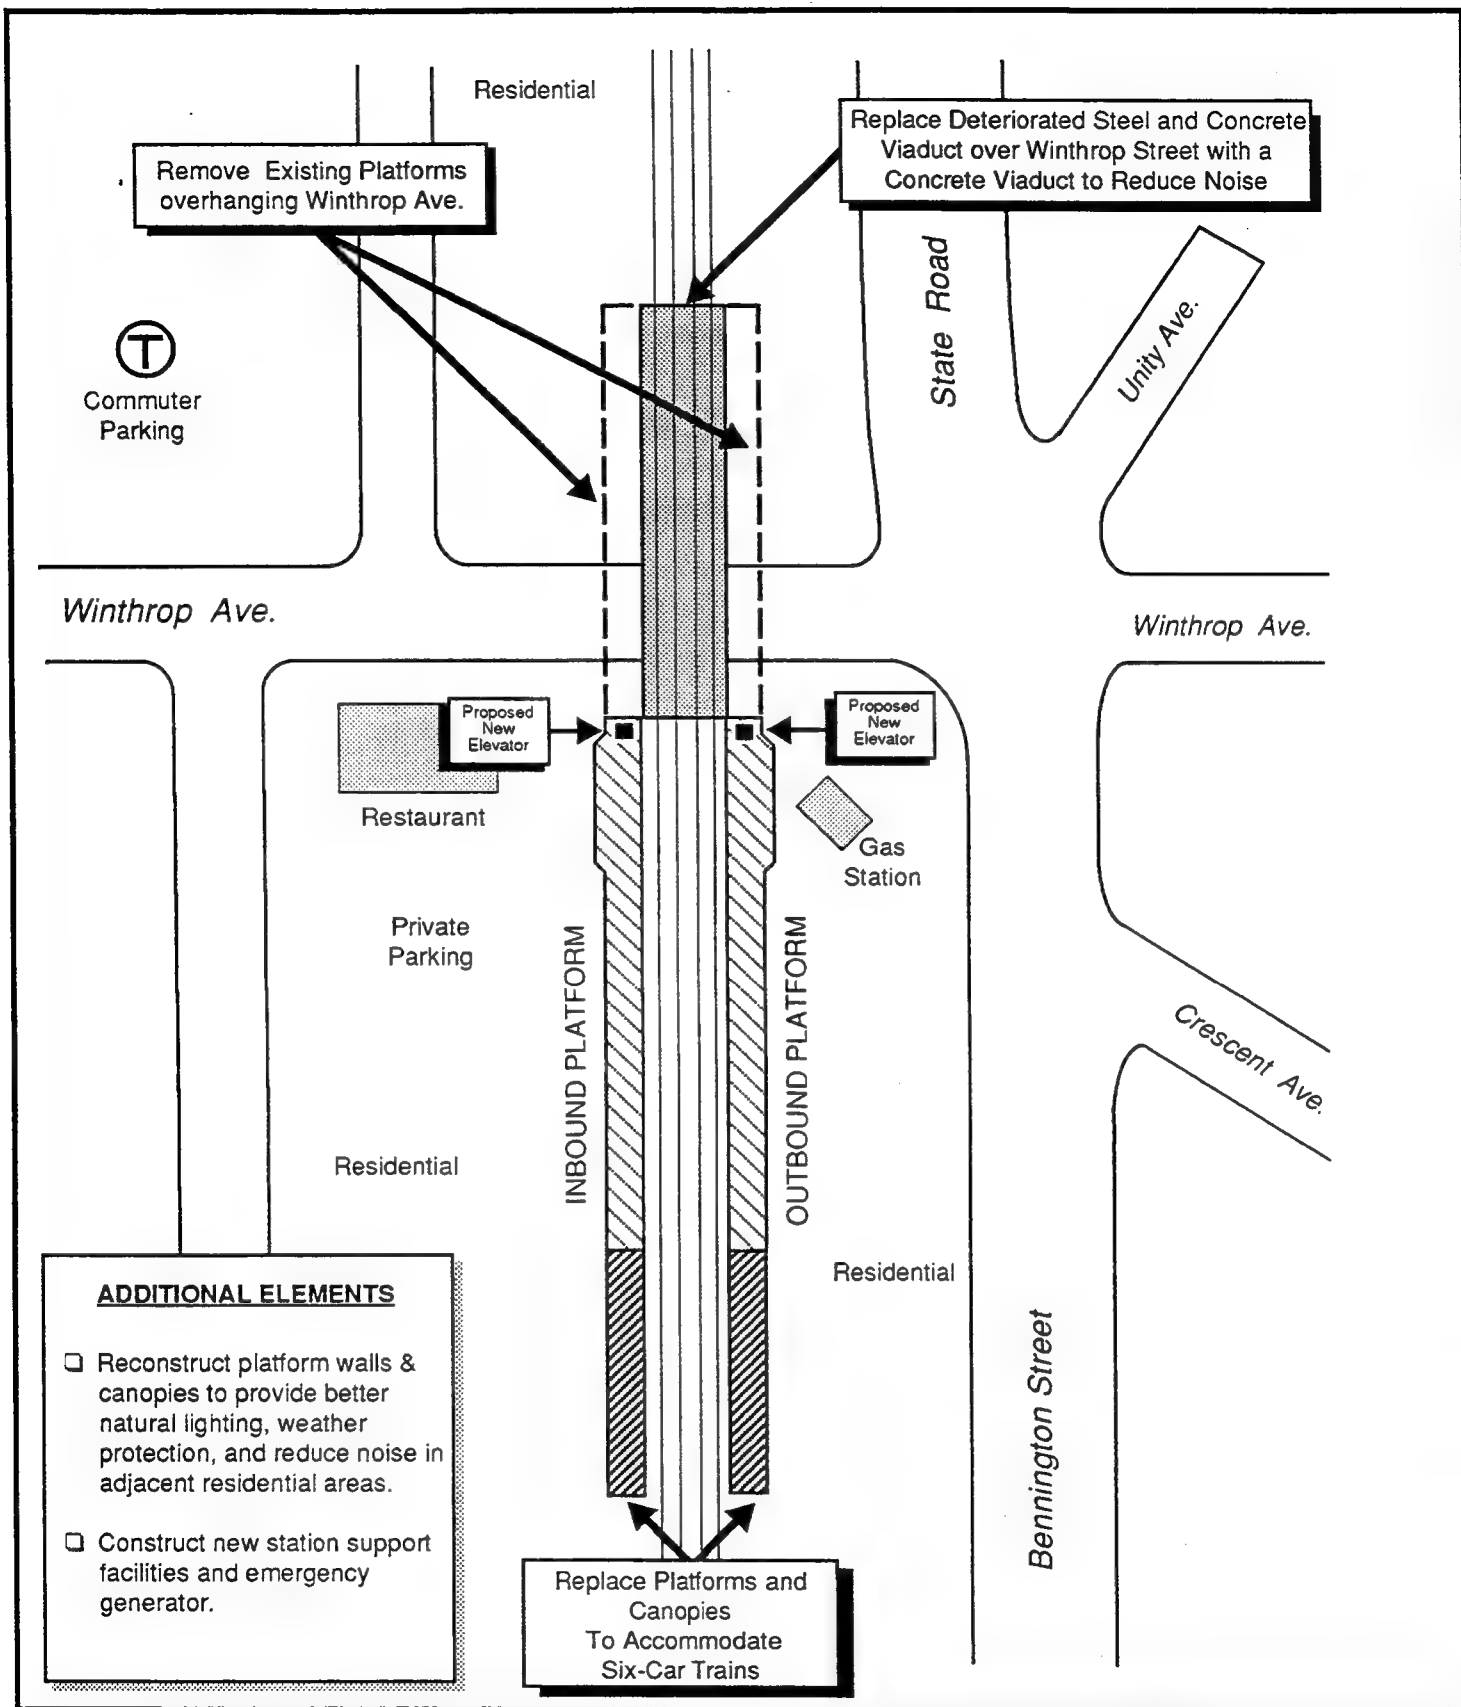 Residential
Replace Deteriorated Steel and Concrete
Viaduct over Winthrop Street with a
Concrete Viaduct to Reduce Noise
Remove Existing Platforms
overhanging Winthrop Ave.
State Road
Unity Ave.
T
Commuter
Parking
Winthrop Ave.
Winthrop Ave.
Proposed
New
Elevator
Proposed
New
Elevator
Restaurant
Gas
Station
Private
Parking
INBOUND PLATFORM
OUTBOUND PLATFORM
Crescent Ave.
Residential
Residential
ADDITIONAL ELEMENTS
❑ Reconstruct platform walls &
canopies to provide better
natural lighting, weather
protection, and reduce noise in
adjacent residential areas.
❑ Construct new station support
facilities and emergency
generator.
Bennington Street
Replace Platforms and
Canopies
To Accommodate
Six-Car Trains